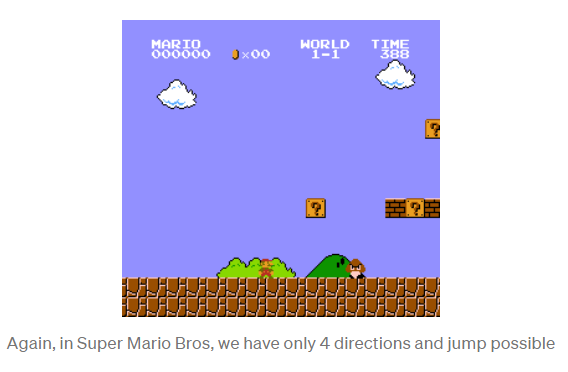 MARIO WORLD TIME
000000 ×00 1-1 388
?
?
?
Again, in Super Mario Bros, we have only 4 directions and jump possible